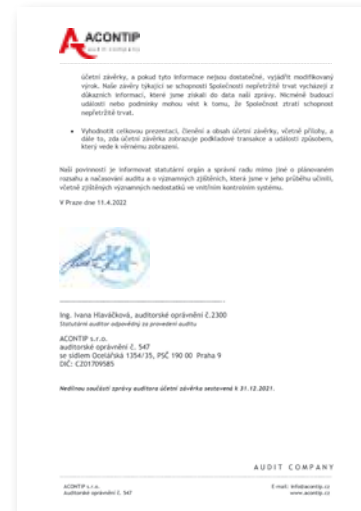 ACONTIP
audit company
účetní závěrky, a pokud tyto informace nejsou dostatečné, vyjádřit modifikovaný
výrok. Naše závěry týkající se schopnosti Společnosti nepřetržitě trvat vycházejí z
důkazních informací, které jsme získali do data naší zprávy. Nicméně budoucí
události nebo podmínky mohou vést k tomu, že Společnost ztratí schopnost
nepřetržitě trvat.
• Vyhodnotit celkovou prezentaci, členění a obsah účetní závěrky, včetně přílohy, a
dále to, zda účetní závěrka zobrazuje podkladové transakce a události způsobem,
který vede k věrnému zobrazení.
Naší povinností je informovat statutární orgán a správní radu mimo jiné o plánovaném
rozsahu a načasování auditu a o významných zjištěních, která jsme v jeho průběhu učinili,
včetně zjištěných významných nedostatků ve vnitřním kontrolním systému.
V Praze dne 11.4.2022
Ing. Ivana Hlaváčková, auditorské oprávnění č.2300
Statutární auditor odpovědný za provedení auditu
ACONTIP s.r.o.
auditorské oprávnění č. 547
se sídlem Ocelářská 1354/35, PSČ 190 00 Praha 9
DIČ: CZ01709585
Nedílnou součástí zprávy auditora účetní závěrka sestavená k 31.12.2021.
AUDIT COMPANY
ACONTIP s.r.o.
Auditorské oprávnění č. 547
E-mail: info@acontip.cz
www.acontip.cz